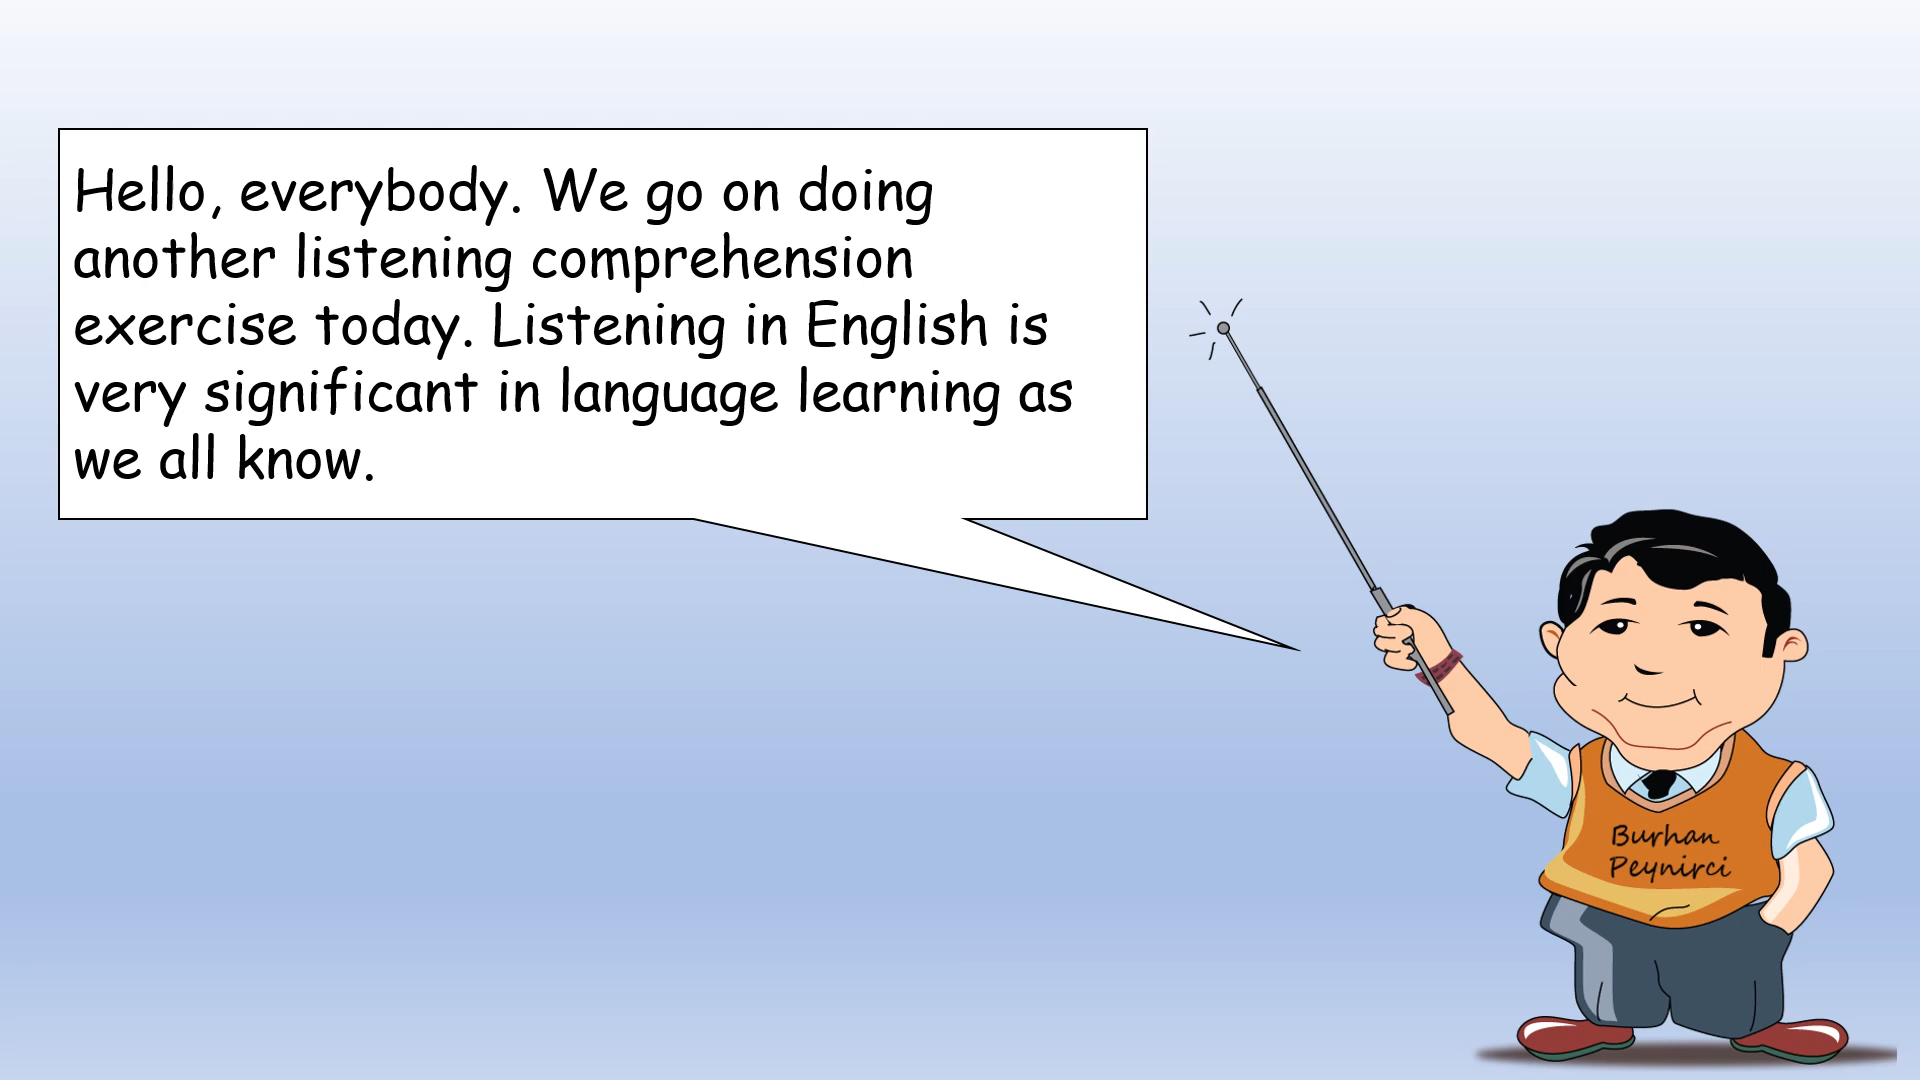 Hello, everybody. We go on doing
another listening comprehension
exercise today. Listening in English is
very significant in language learning as
we all know.
Burhan
Peynirci